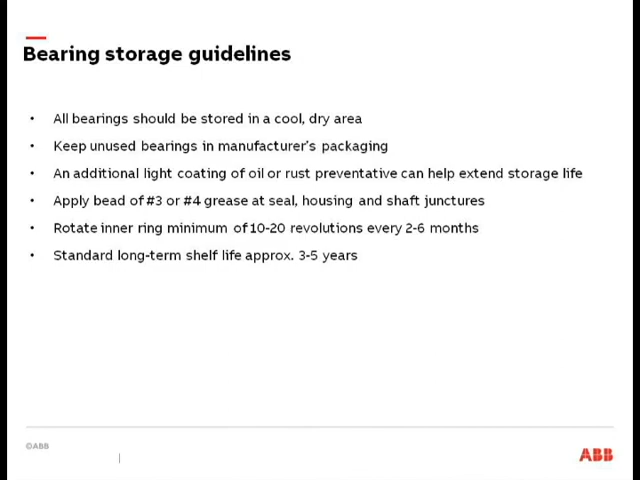 Bearing storage guidelines
• All bearings should be stored in a cool, dry area
• Keep unused bearings in manufacturer's packaging
• An additional light coating of oil or rust preventative can help extend storage life
• Apply bead of #3 or #4 grease at seal, housing and shaft junctures
• Rotate inner ring minimum of 10-20 revolutions every 2-6 months
• Standard long-term shelf life approx. 3-5 years
©ABB
|
ABB